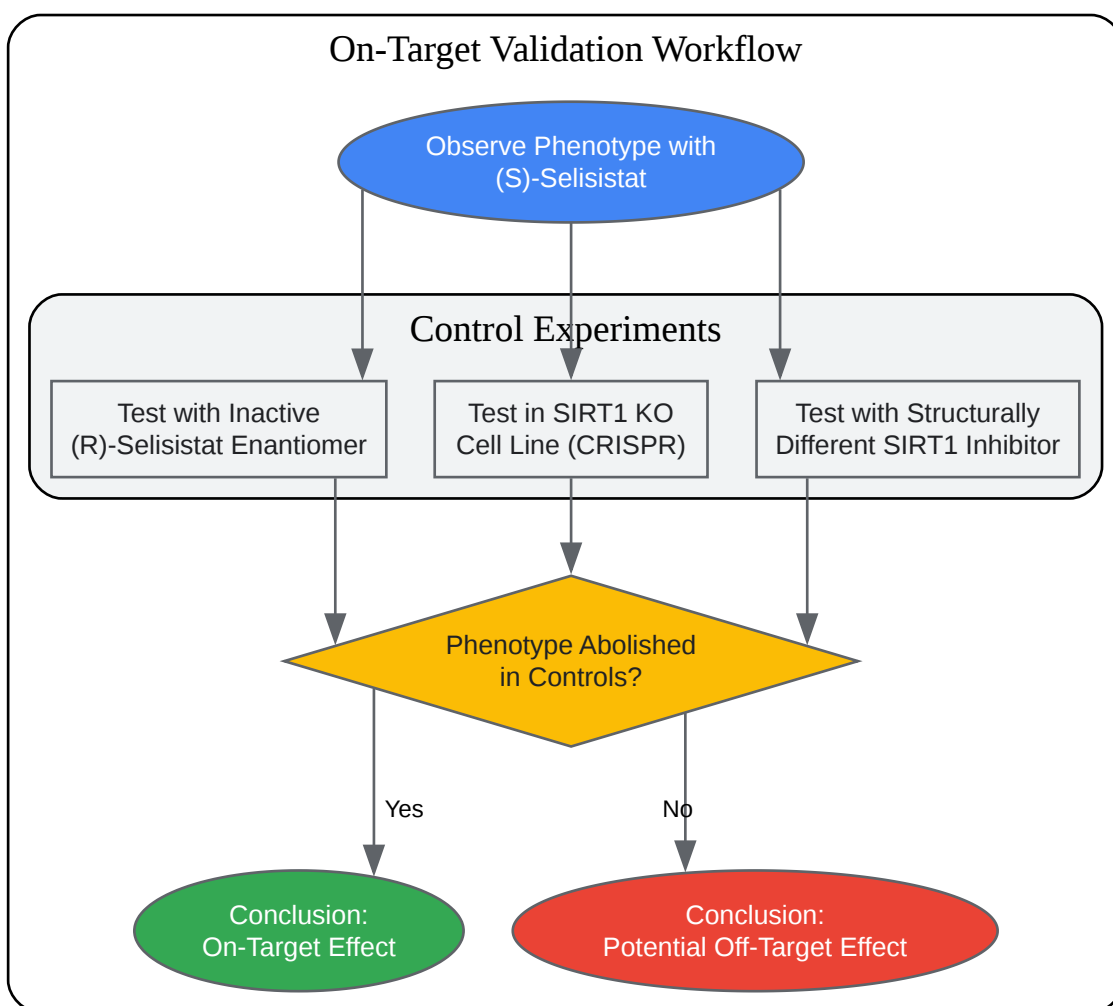 On-Target Validation Workflow
Observe Phenotype with
(S)-Selisistat
Control Experiments
Test with Inactive
(R)-Selisistat Enantiomer
Test in SIRT1 KO
Cell Line (CRISPR)
Test with Structurally
Different SIRT1 Inhibitor
Phenotype Abolished
in Controls?
Yes
No
Conclusion:
On-Target Effect
Conclusion:
Potential Off-Target Effect